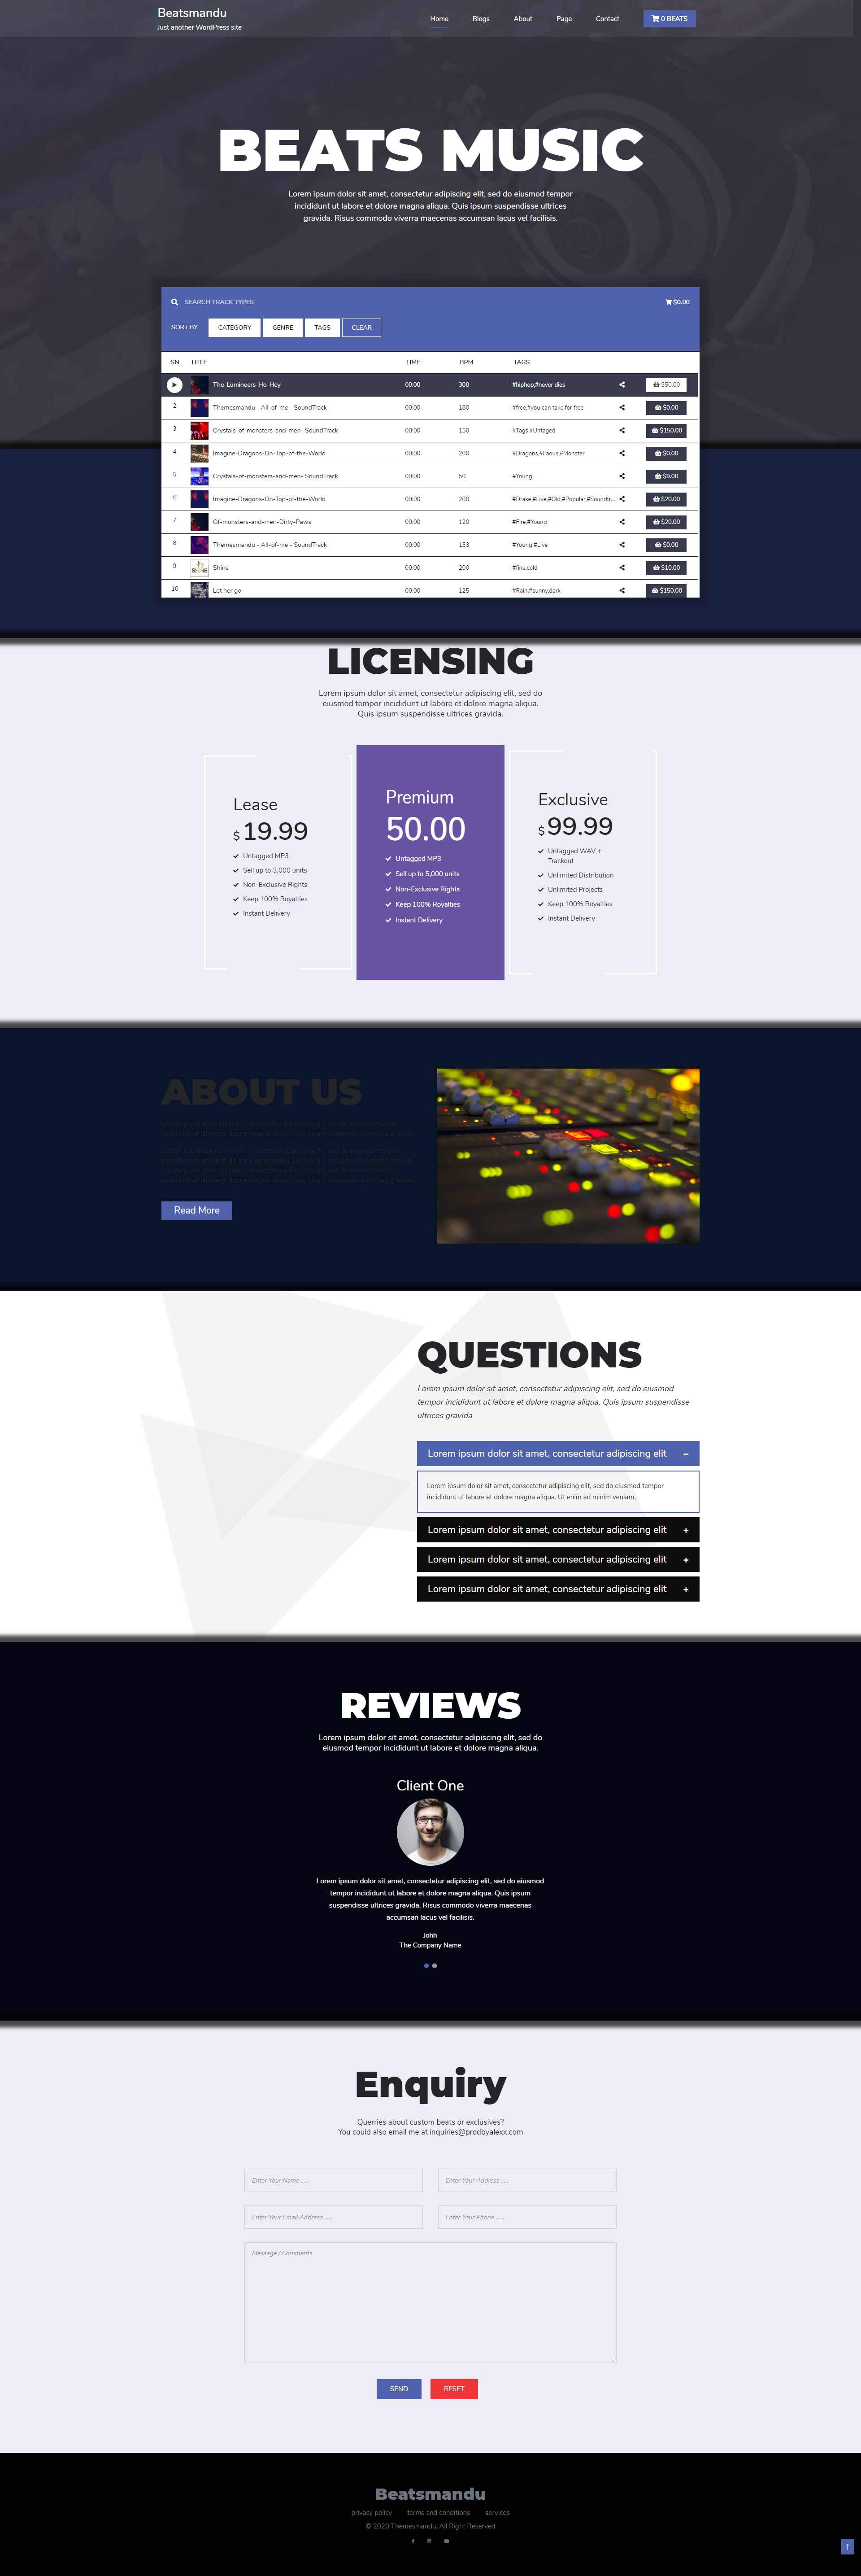 Beatsmandu
Just another WordPress site
Home Blogs About Page Contact 0 BEATS
BEATS MUSIC
Lorem ipsum dolor sit amet, consectetur adipiscing elit, sed do eiusmod tempor
incididunt ut labore et dolore magna aliqua. Quis ipsum suspendisse ultrices
gravida. Risus commodo viverra maecenas accumsan lacus vel facilisis.
SEARCH TRACK TYPES $0.00
SORT BY CATEGORY GENRE TAGS CLEAR
SN TITLE TIME BPM TAGS
The-Lumineers-Ho-Hey 00:00 300 #hiphop,#never dies $50.00
2 Themesmandu - All-of-me - SoundTrack 00:00 180 #free,#you can take for free $0.00
3 Crystals-of-monsters-and-men- SoundTrack 00:00 150 #Tags,#Untaged $150.00
4 Imagine-Dragons-On-Top-of-the-World 00:00 200 #Dragons,#Faous,#Monster $0.00
5 Crystals-of-monsters-and-men- SoundTrack 00:00 50 #Young $9.00
6 Imagine-Dragons-On-Top-of-the-World 00:00 200 #Drake,#Live,#Old,#Popular,#Soundtr... $20.00
7 Of-monsters-and-men-Dirty-Paws 00:00 120 #Fire,#Young $20.00
8 Themesmandu - All-of-me - SoundTrack 00:00 153 #Young #Live $0.00
9 Shine 00:00 200 #fine,cold $10.00
10 Let her go 00:00 125 #Rain,#sunny,dark $150.00
LICENSING
Lorem ipsum dolor sit amet, consectetur adipiscing elit, sed do
eiusmod tempor incididunt ut labore et dolore magna aliqua.
Quis ipsum suspendisse ultrices gravida.
Lease
$ 19.99
Untagged MP3
Sell up to 3,000 units
Non-Exclusive Rights
Keep 100% Royalties
Instant Delivery
Premium
50.00
Untagged MP3
Sell up to 5,000 units
Non-Exclusive Rights
Keep 100% Royalties
Instant Delivery
Exclusive
$ 99.99
Untagged WAV +
Trackout
Unlimited Distribution
Unlimited Projects
Keep 100% Royalties
Instant Delivery
ABOUT US
Read More
QUESTIONS
Lorem ipsum dolor sit amet, consectetur adipiscing elit, sed do eiusmod
tempor incididunt ut labore et dolore magna aliqua. Quis ipsum suspendisse
ultrices gravida
Lorem ipsum dolor sit amet, consectetur adipiscing elit −
Lorem ipsum dolor sit amet, consectetur adipiscing elit, sed do eiusmod tempor
incididunt ut labore et dolore magna aliqua. Ut enim ad minim veniam,
Lorem ipsum dolor sit amet, consectetur adipiscing elit +
Lorem ipsum dolor sit amet, consectetur adipiscing elit +
Lorem ipsum dolor sit amet, consectetur adipiscing elit +
REVIEWS
Lorem ipsum dolor sit amet, consectetur adipiscing elit, sed do
eiusmod tempor incididunt ut labore et dolore magna aliqua.
Client One
Lorem ipsum dolor sit amet, consectetur adipiscing elit, sed do eiusmod
tempor incididunt ut labore et dolore magna aliqua. Quis ipsum
suspendisse ultrices gravida. Risus commodo viverra maecenas
accumsan lacus vel facilisis.
Johh
The Company Name
Enquiry
Querries about custom beats or exclusives?
You could also email me at inquiries@prodbyalexx.com
Enter Your Name ...... Enter Your Address ......
Enter Your Email Address ...... Enter Your Phone ......
Message / Comments
SEND RESET
Beatsmandu
privacy policy terms and conditions services
© 2020 Themesmandu. All Right Reserved